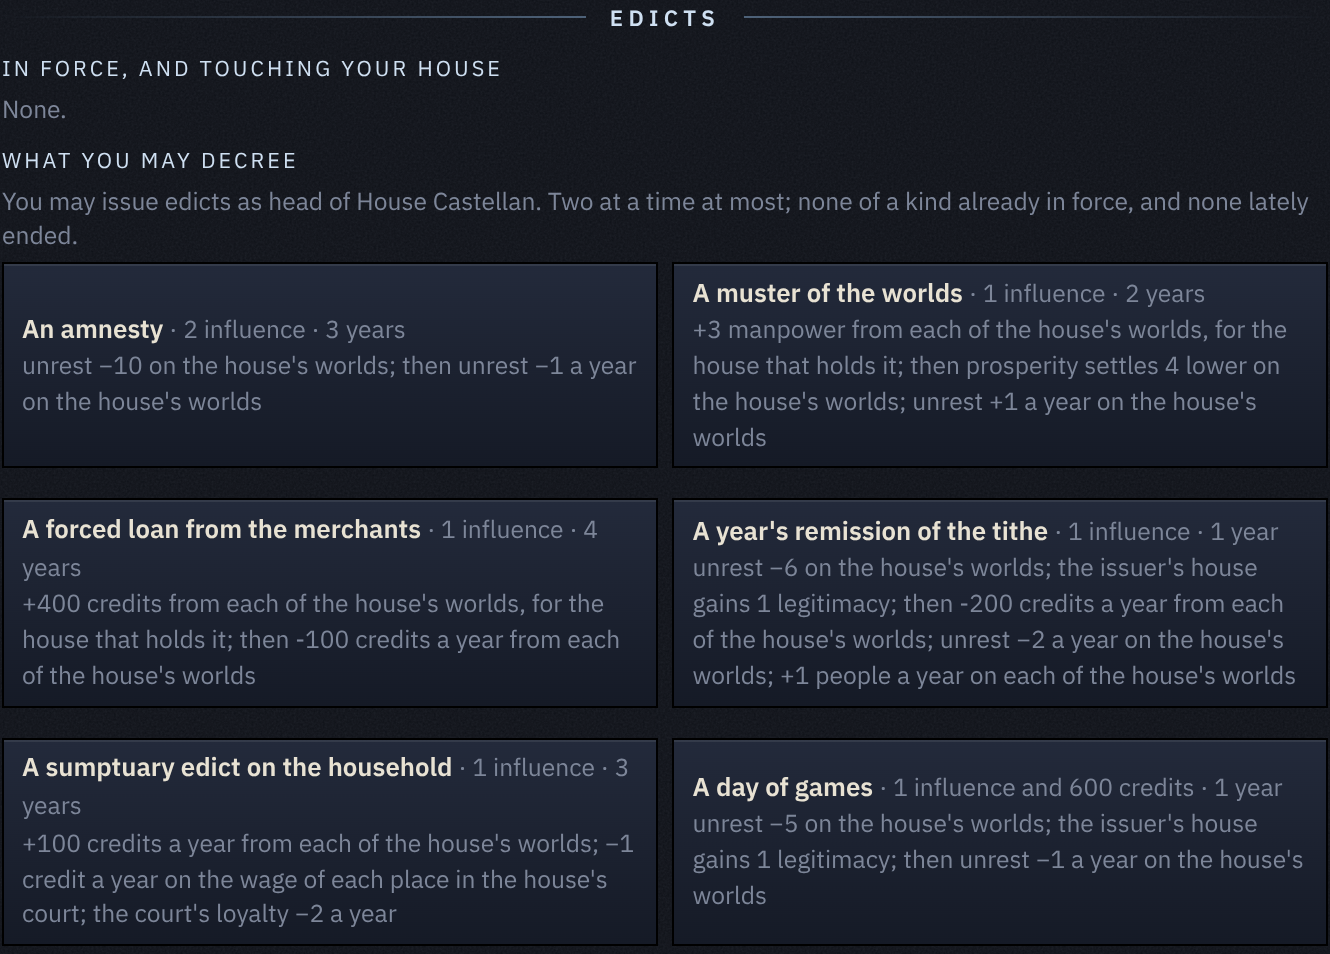 EDICTS
IN FORCE, AND TOUCHING YOUR HOUSE
None.
WHAT YOU MAY DECREE
You may issue edicts as head of House Castellan. Two at a time at most; none of a kind already in force, and none lately
ended.
An amnesty · 2 influence · 3 years
unrest −10 on the house's worlds; then unrest −1 a year
on the house's worlds
A muster of the worlds · 1 influence · 2 years
+3 manpower from each of the house's worlds, for the
house that holds it; then prosperity settles 4 lower on
the house's worlds; unrest +1 a year on the house's
worlds
A forced loan from the merchants · 1 influence · 4
years
+400 credits from each of the house's worlds, for the
house that holds it; then -100 credits a year from each
of the house's worlds
A year's remission of the tithe · 1 influence · 1 year
unrest −6 on the house's worlds; the issuer's house
gains 1 legitimacy; then -200 credits a year from each
of the house's worlds; unrest −2 a year on the house's
worlds; +1 people a year on each of the house's worlds
A sumptuary edict on the household · 1 influence · 3
years
+100 credits a year from each of the house's worlds; −1
credit a year on the wage of each place in the house's
court; the court's loyalty −2 a year
A day of games · 1 influence and 600 credits · 1 year
unrest −5 on the house's worlds; the issuer's house
gains 1 legitimacy; then unrest −1 a year on the house's
worlds